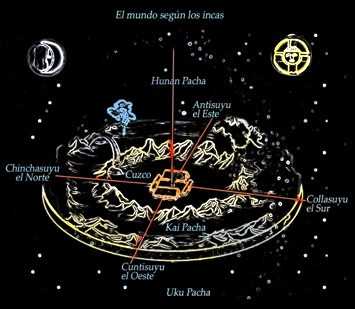 El mundo según los incas
Hunan Pacha
Antisuyu
el Este
Chinchasuyu
el Norte
Cuzco
Collasuyu
el Sur
Kai Pacha
Cuntisuyu
el Oeste
Uku Pacha